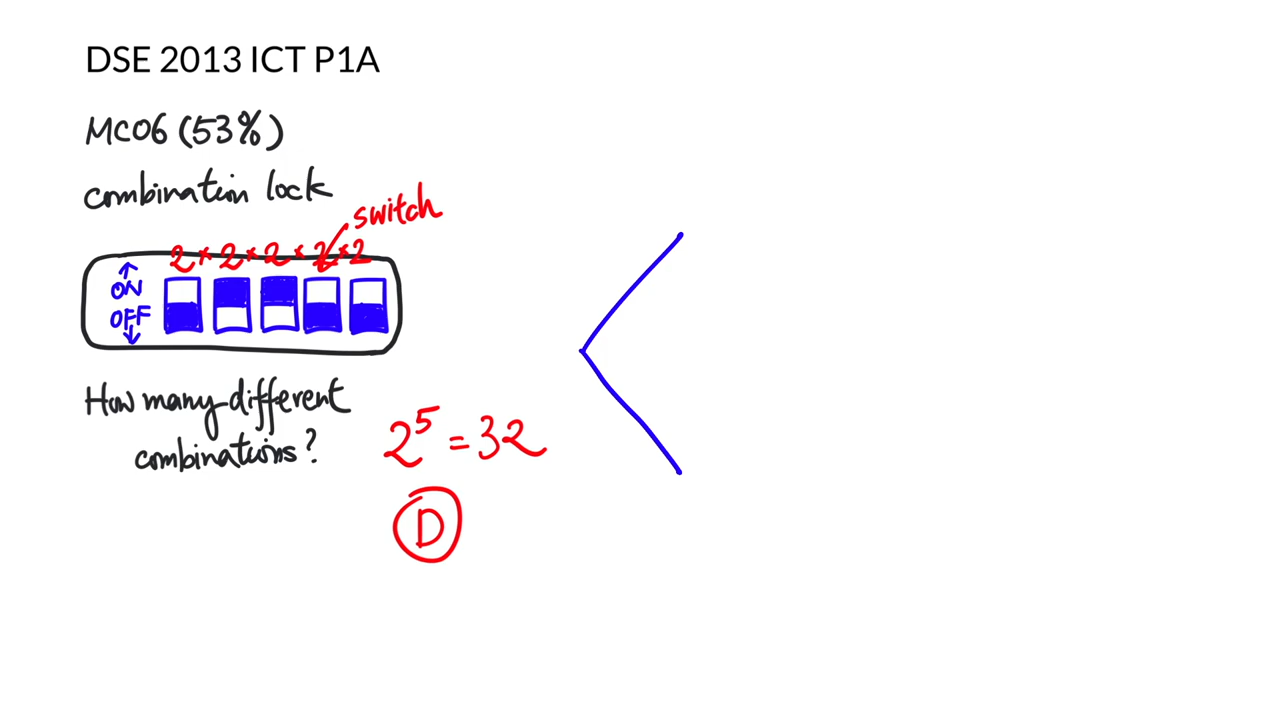 DSE 2013 ICT P1A
MC06 (53%)
combination lock
switch
2 × 2 × 2 × 2 × 2
↑
ON
OFF
↓
How many different
combinations?
2⁵ = 32
D